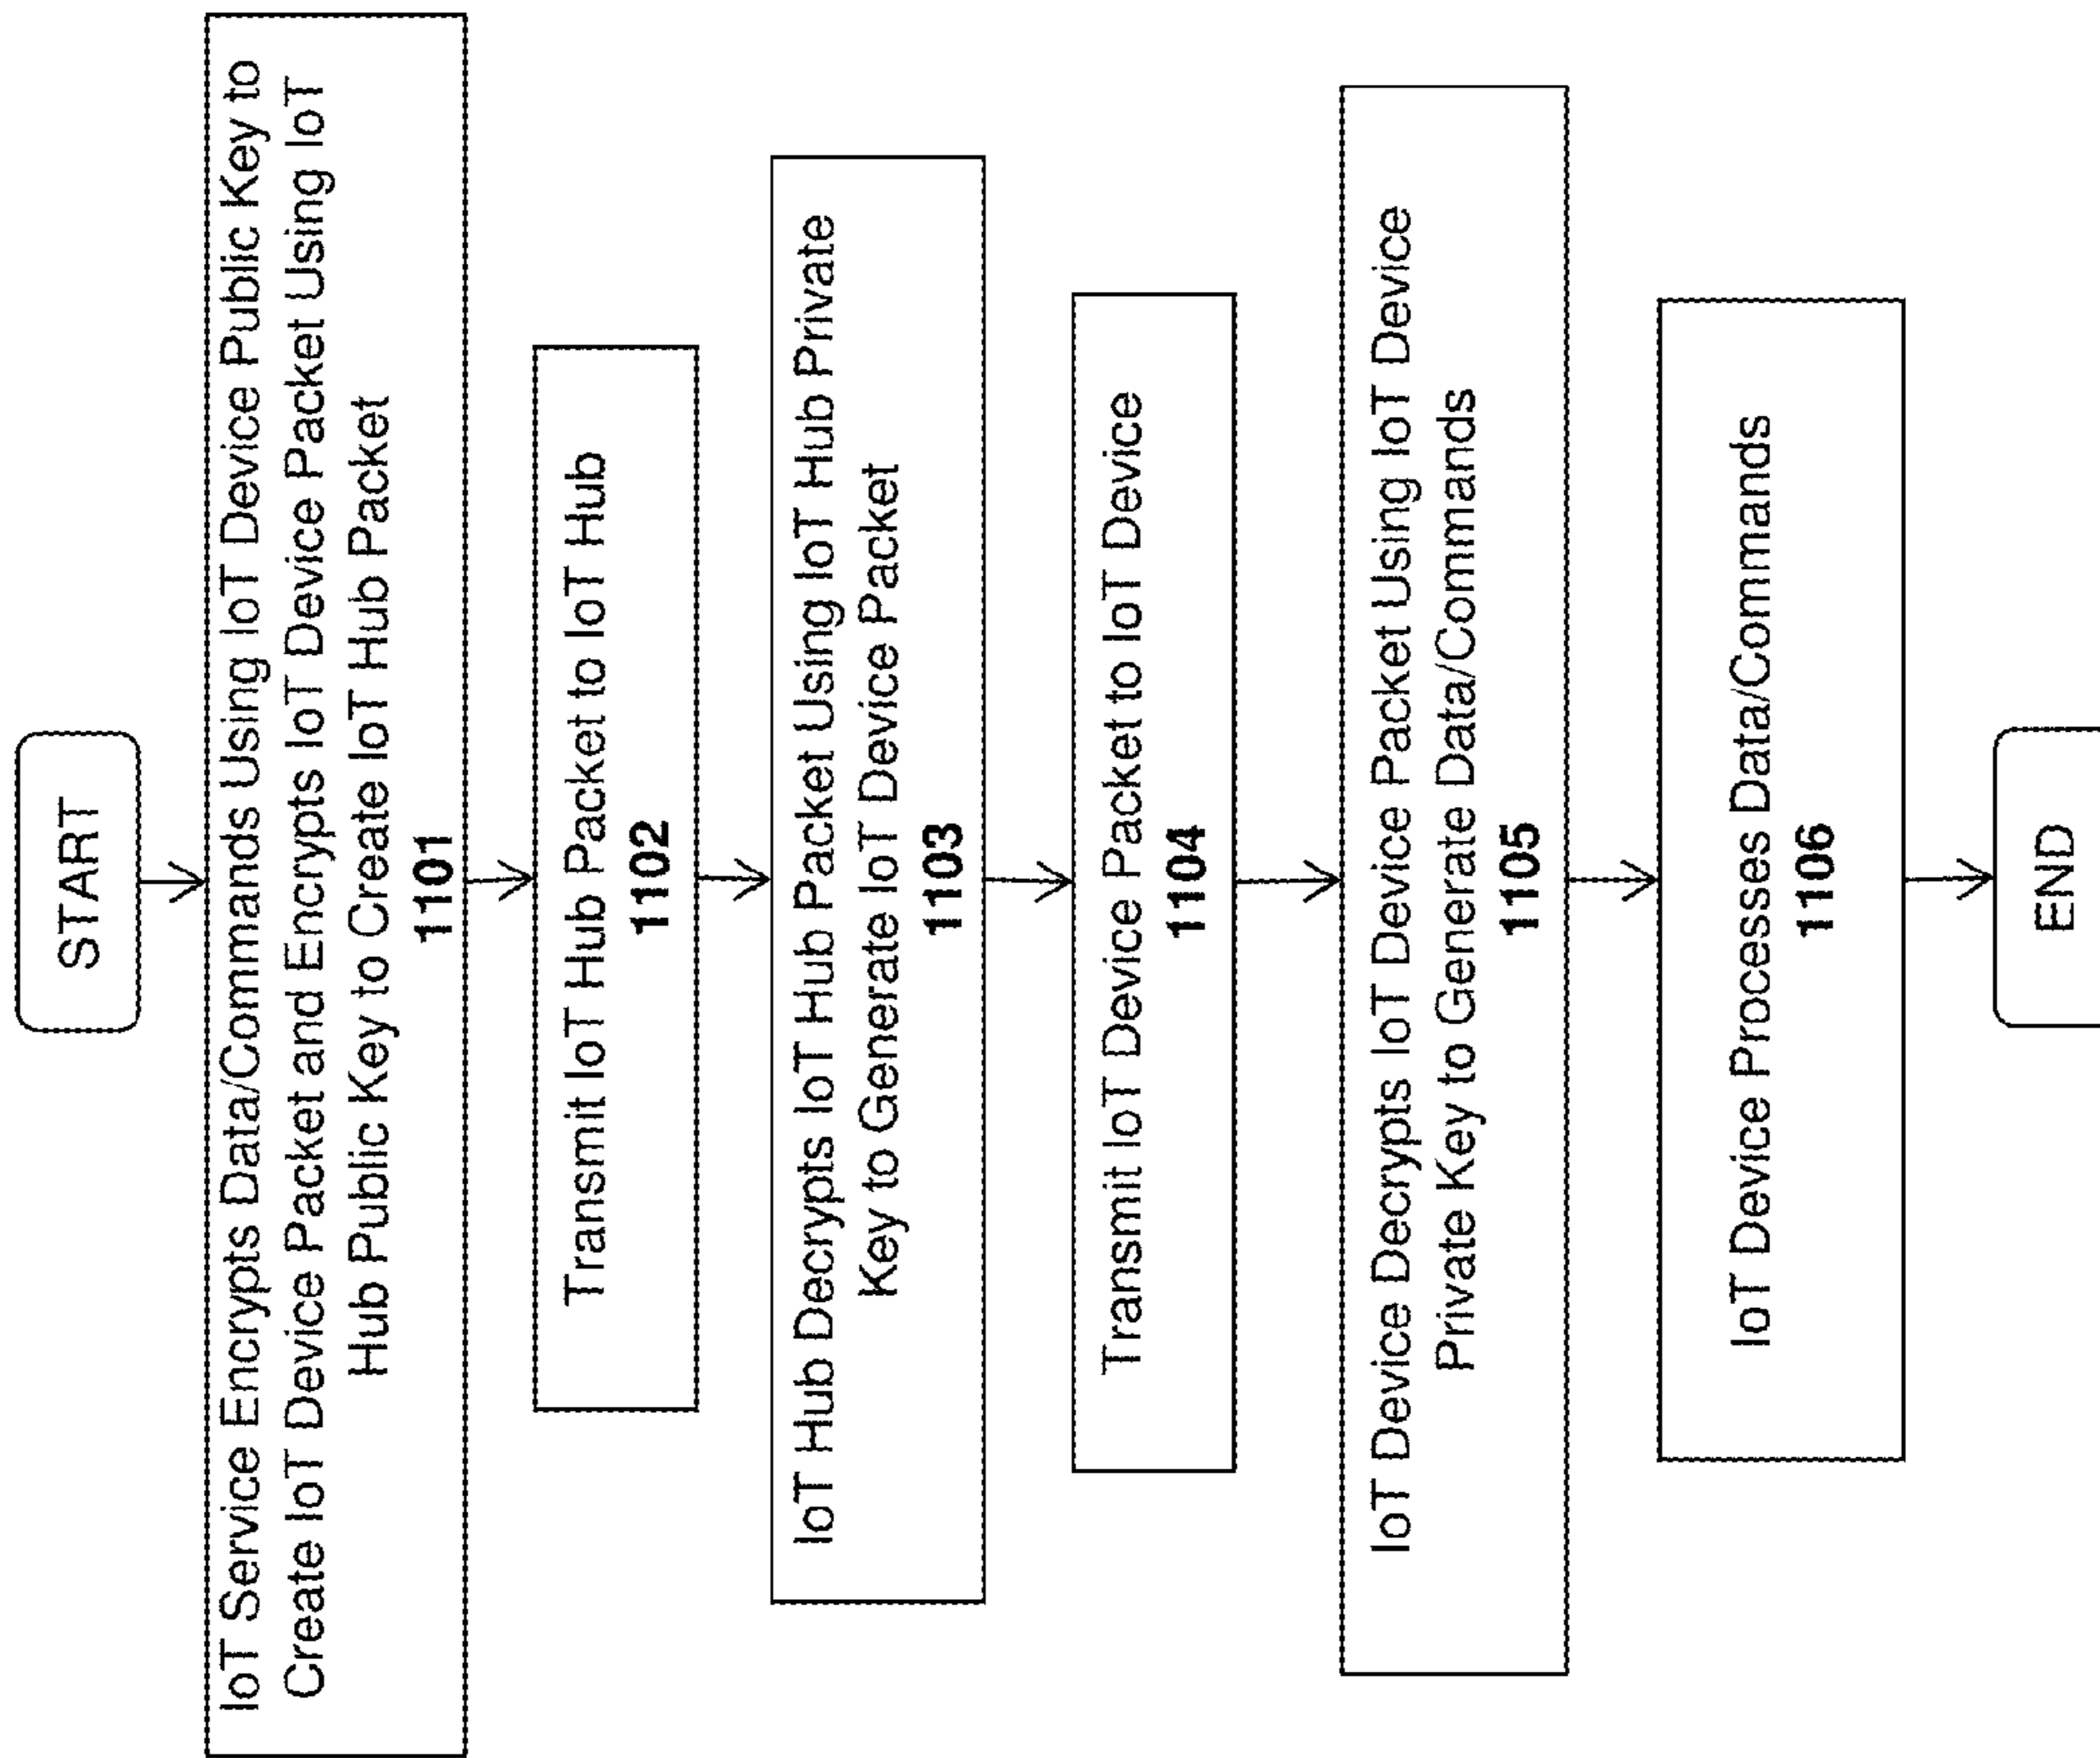 START
IoT Service Encrypts Data/Commands Using IoT Device Public Key to
Create IoT Device Packet and Encrypts IoT Device Packet Using IoT
Hub Public Key to Create IoT Hub Packet
1101
Transmit IoT Hub Packet to IoT Hub
1102
IoT Hub Decrypts IoT Hub Packet Using IoT Hub Private
Key to Generate IoT Device Packet
1103
Transmit IoT Device Packet to IoT Device
1104
IoT Device Decrypts IoT Device Packet Using IoT Device
Private Key to Generate Data/Commands
1105
IoT Device Processes Data/Commands
1106
END